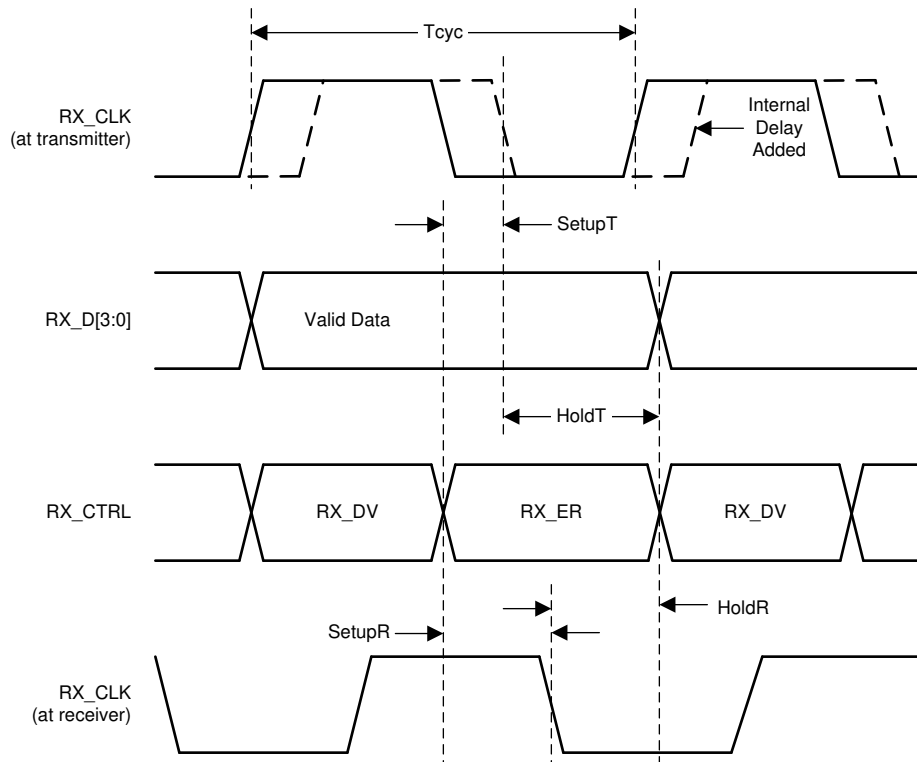 Tcyc
RX_CLK
(at transmitter)
Internal
Delay
Added
SetupT
RX_D[3:0]
Valid Data
HoldT
RX_CTRL
RX_DV
RX_ER
RX_DV
HoldR
SetupR
RX_CLK
(at receiver)